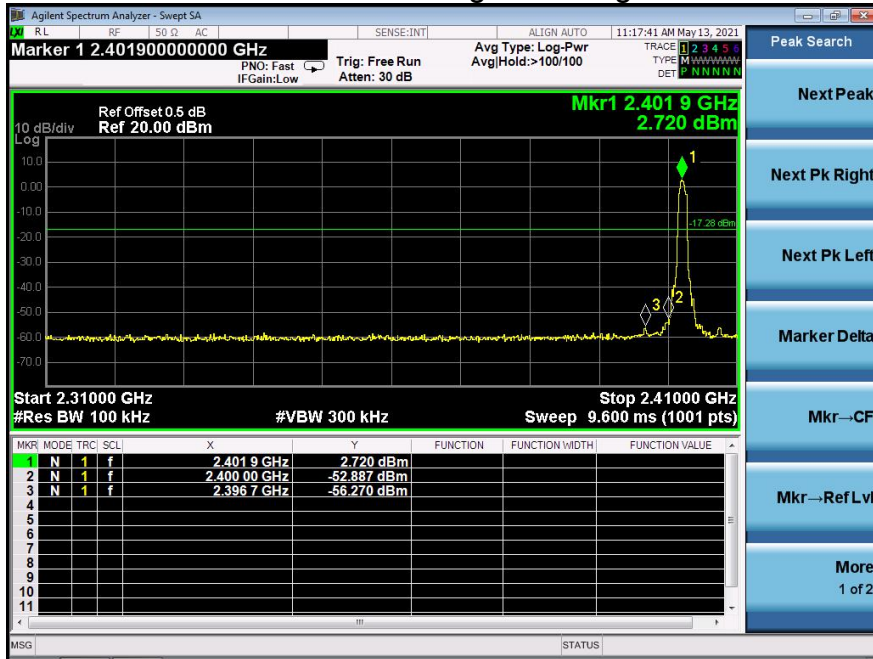 Agilent Spectrum Analyzer - Swept SA
LXI RL RF 50 Ω AC SENSE:INT ALIGN AUTO 11:17:41 AM May 13, 2021
Marker 1 2.401900000000 GHz
PNO: Fast
IFGain:Low
Trig: Free Run
Atten: 30 dB
Avg Type: Log-Pwr
Avg|Hold:>100/100
TRACE 1 2 3 4 5 6
TYPE M WWWWW
DET P N N N N N
Peak Search
Next Peak
Next Pk Right
Next Pk Left
Marker Delta
Mkr→CF
Mkr→Ref Lvl
More
1 of 2
Ref Offset 0.5 dB
10 dB/div Ref 20.00 dBm
Log
Mkr1 2.401 9 GHz
2.720 dBm
10.0
0.00
-10.0
-20.0
-30.0
-40.0
-50.0
-60.0
-70.0
1
-17.28 dBm
3
2
Start 2.31000 GHz Stop 2.41000 GHz
#Res BW 100 kHz #VBW 300 kHz Sweep 9.600 ms (1001 pts)
MKR MODE TRC SCL X Y FUNCTION FUNCTION WIDTH FUNCTION VALUE
1 N 1 f 2.401 9 GHz 2.720 dBm
2 N 1 f 2.400 00 GHz -52.887 dBm
3 N 1 f 2.396 7 GHz -56.270 dBm
4
5
6
7
8
9
10
11
MSG STATUS